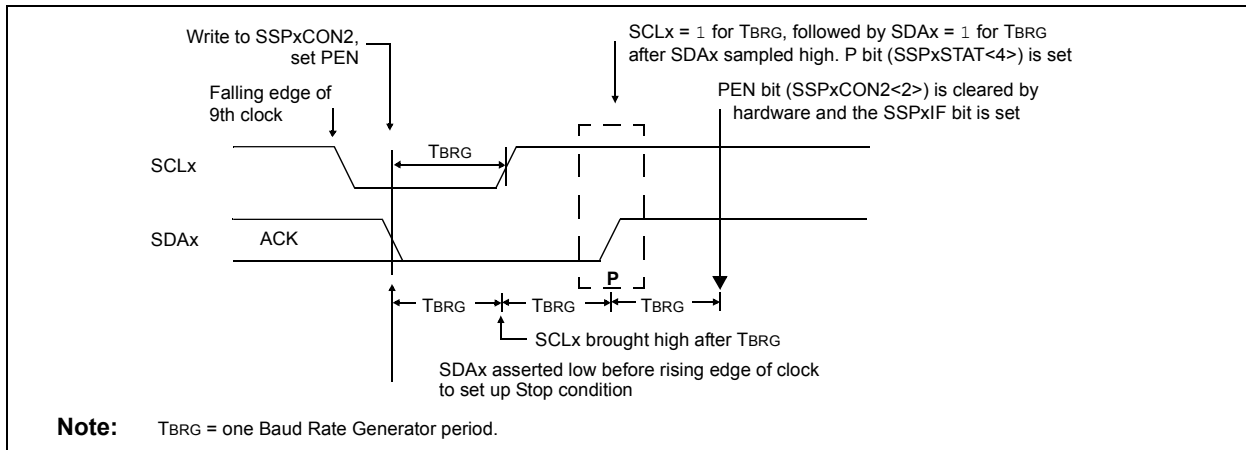 Write to SSPxCON2,
set PEN
SCLx = 1 for TBRG, followed by SDAx = 1 for TBRG
after SDAx sampled high. P bit (SSPxSTAT<4>) is set
Falling edge of
9th clock
PEN bit (SSPxCON2<2>) is cleared by
hardware and the SSPxIF bit is set
TBRG
SCLx
SDAx
ACK
P
TBRG
TBRG
TBRG
SCLx brought high after TBRG
SDAx asserted low before rising edge of clock
to set up Stop condition
Note: TBRG = one Baud Rate Generator period.